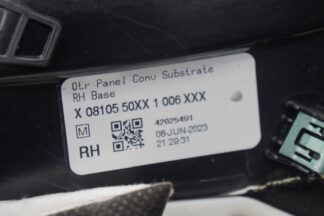 Qtr Panel Conv Substrate
RH Base
X 08105 50XX 1 006 XXX
M
42025491
RH
08-JUN-2023
21:29:31